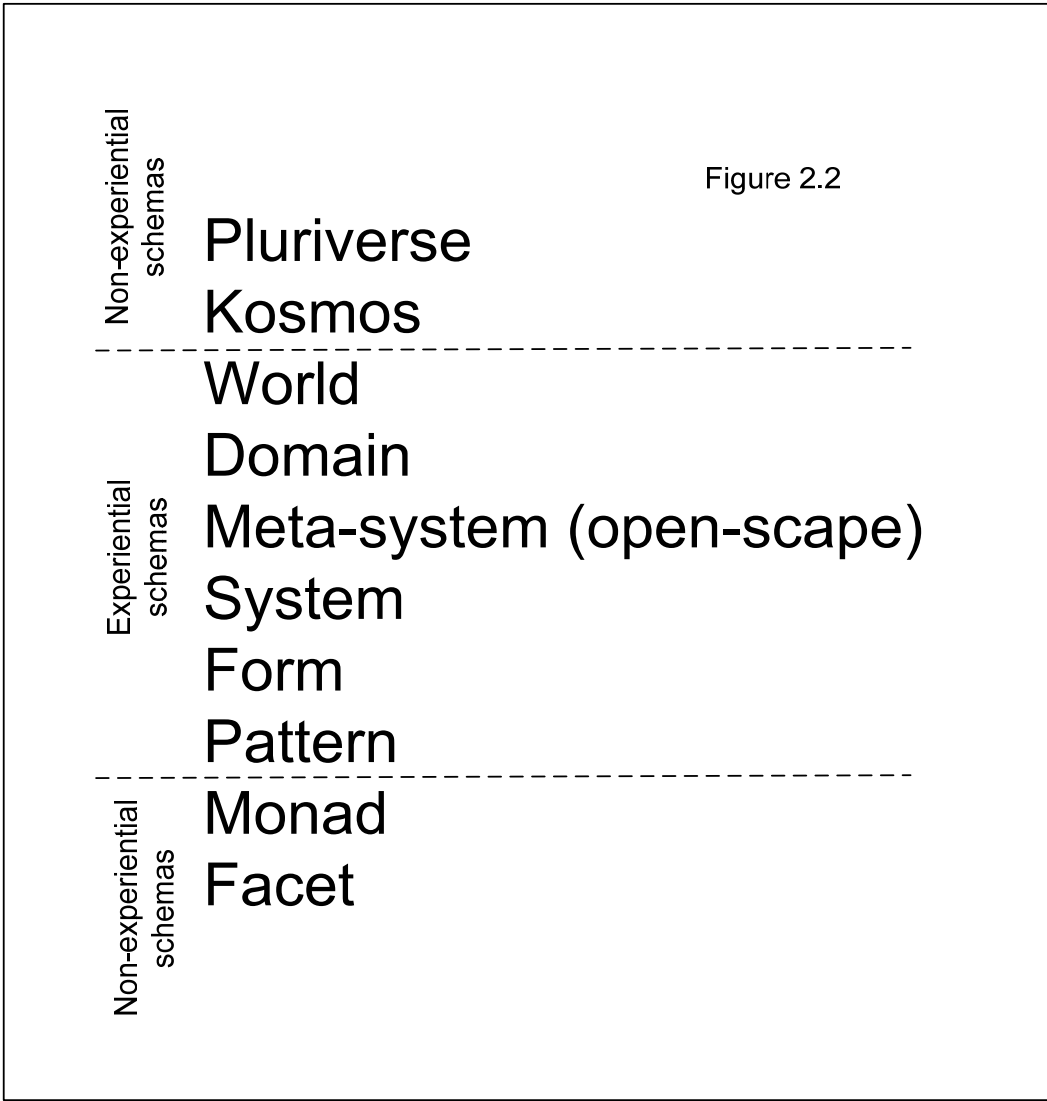 Figure 2.2
Non-experiential
schemas
Pluriverse
Kosmos
Experiential
schemas
World
Domain
Meta-system (open-scape)
System
Form
Pattern
Non-experiential
schemas
Monad
Facet